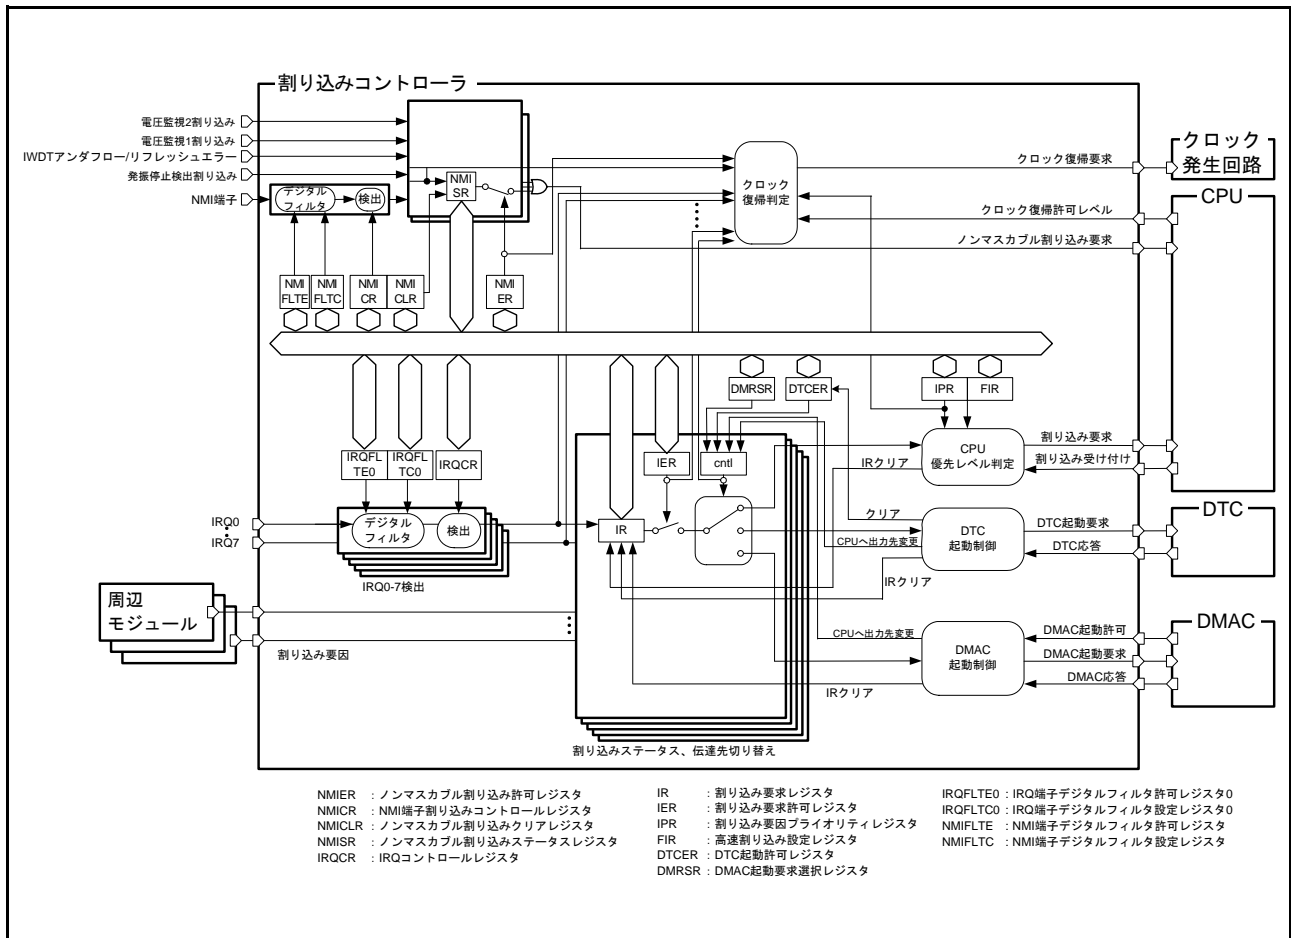 割り込みコントローラ
電圧監視2割り込み
電圧監視1割り込み
IWDTアンダフロー/リフレッシュエラー
発振停止検出割り込み
NMI端子
デジタル
フィルタ
検出
NMI
SR
クロック
復帰判定
クロック復帰要求
クロック復帰許可レベル
ノンマスカブル割り込み要求
クロック
発生回路
CPU
NMI
FLTE
NMI
FLTC
NMI
CR
NMI
CLR
NMI
ER
DMRSR
DTCER
IPR
FIR
IRQFL
TE0
IRQFL
TC0
IRQCR
IER
cntl
CPU
優先レベル判定
IRクリア
割り込み要求
割り込み受け付け
IRQ0
IRQ7
デジタル
フィルタ
検出
IRQ0-7検出
IR
クリア
CPUへ出力先変更
IRクリア
DTC
起動制御
DTC起動要求
DTC応答
DTC
周辺
モジュール
割り込み要因
CPUへ出力先変更
IRクリア
DMAC
起動制御
DMAC起動許可
DMAC起動要求
DMAC応答
DMAC
割り込みステータス、伝達先切り替え
NMIER : ノンマスカブル割り込み許可レジスタ
NMICR : NMI端子割り込みコントロールレジスタ
NMICLR : ノンマスカブル割り込みクリアレジスタ
NMISR : ノンマスカブル割り込みステータスレジスタ
IRQCR : IRQコントロールレジスタ
IR : 割り込み要求レジスタ
IER : 割り込み要求許可レジスタ
IPR : 割り込み要因プライオリティレジスタ
FIR : 高速割り込み設定レジスタ
DTCER : DTC起動許可レジスタ
DMRSR : DMAC起動要求選択レジスタ
IRQFLTE0 : IRQ端子デジタルフィルタ許可レジスタ0
IRQFLTC0 : IRQ端子デジタルフィルタ設定レジスタ0
NMIFLTE : NMI端子デジタルフィルタ許可レジスタ
NMIFLTC : NMI端子デジタルフィルタ設定レジスタ